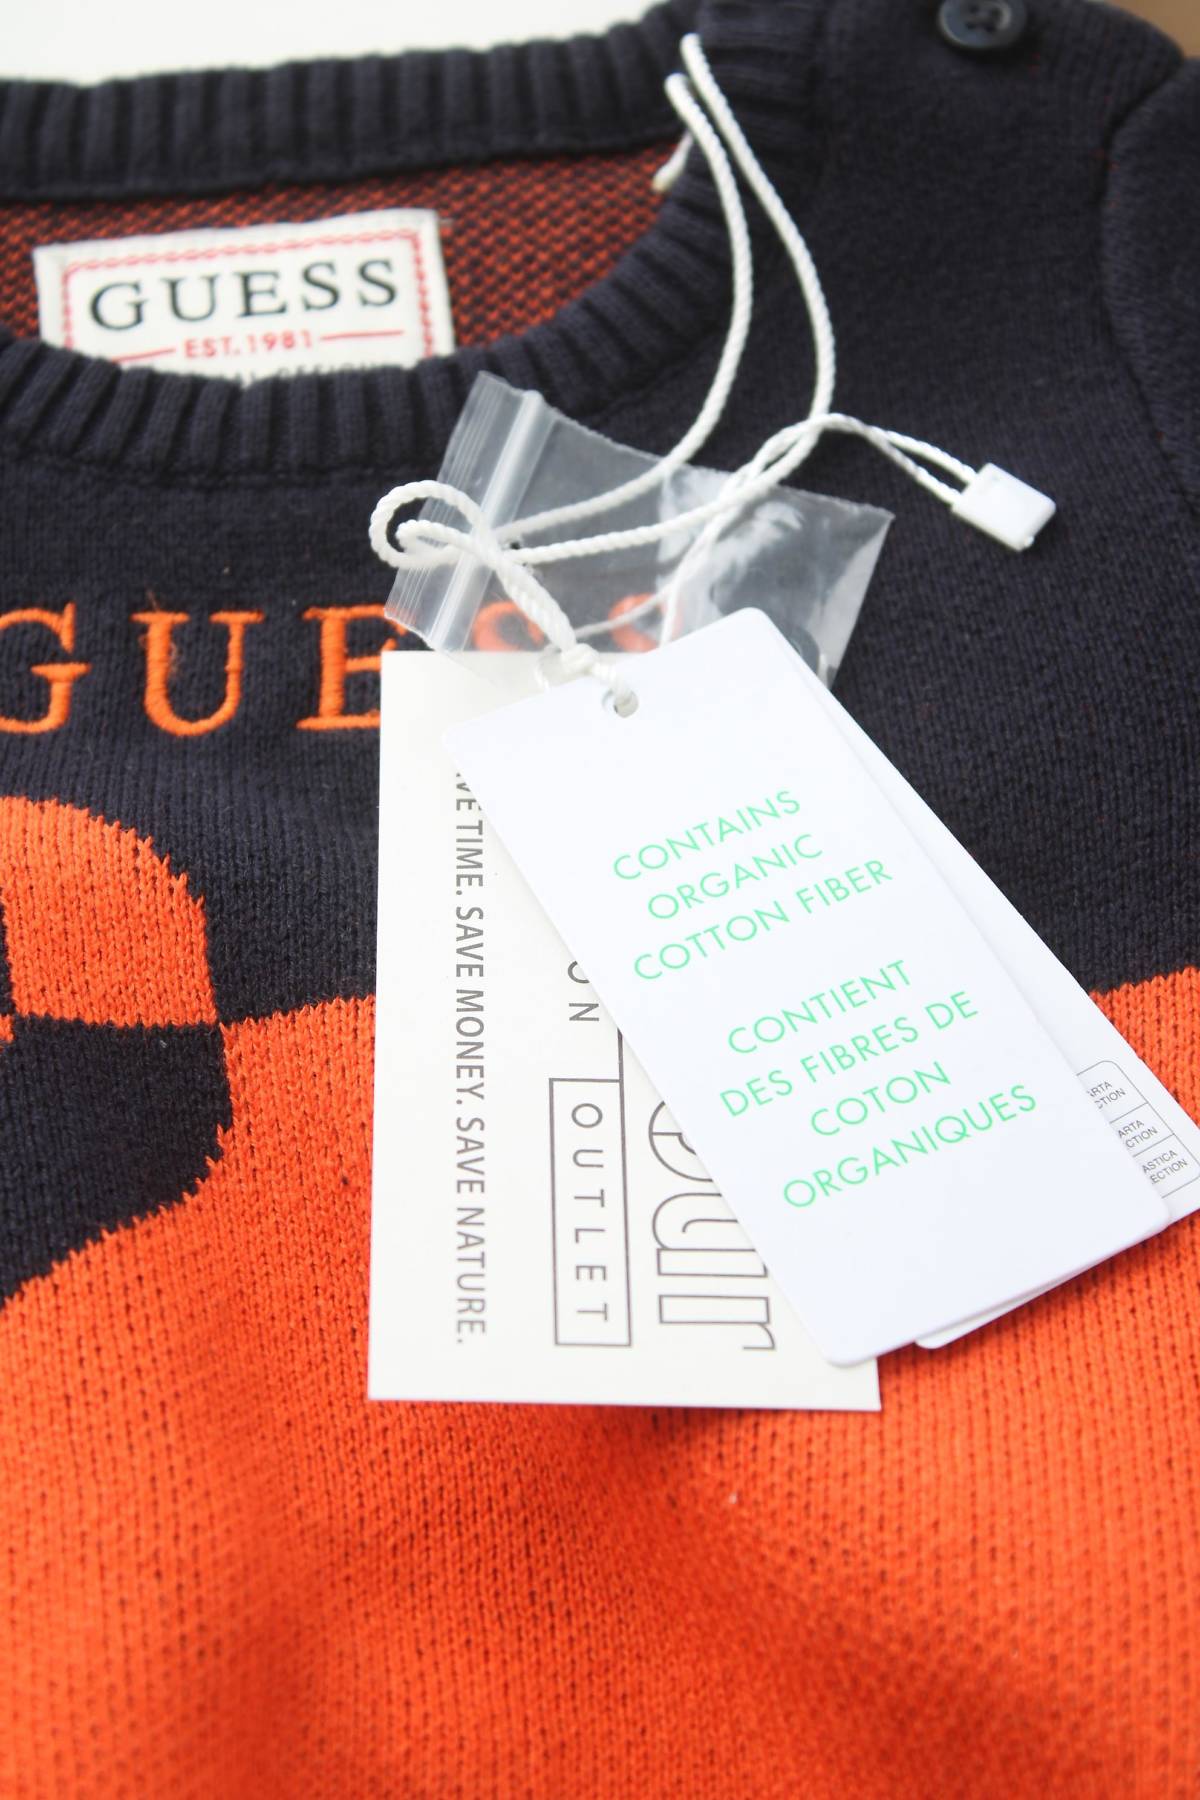 GUESS
EST. 1981
GUE
TIME. SAVE MONEY. SAVE NATURE.
OUTLET
CONTAINS
ORGANIC
COTTON FIBER
CONTIENT
DES FIBRES DE
COTON
ORGANIQUES